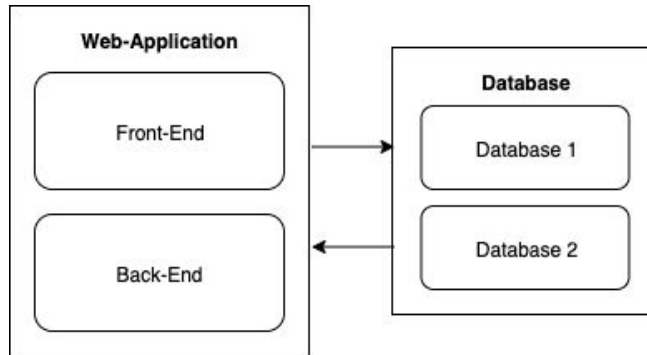 Web-Application
Front-End
Back-End
Database
Database 1
Database 2